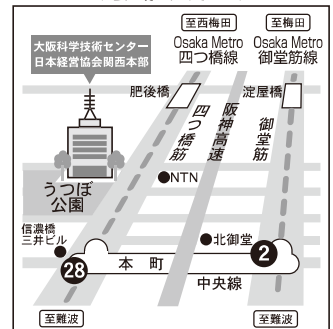 至西梅田
至梅田
大阪科学技術センター
日本経営協会関西本部
Osaka Metro
四つ橋線
Osaka Metro
御堂筋線
肥後橋
淀屋橋
四つ橋筋
阪神高速
御堂筋
NTN
うつぼ
公園
信濃橋
三井ビル
北御堂
28
本町
2
中央線
至難波
至難波